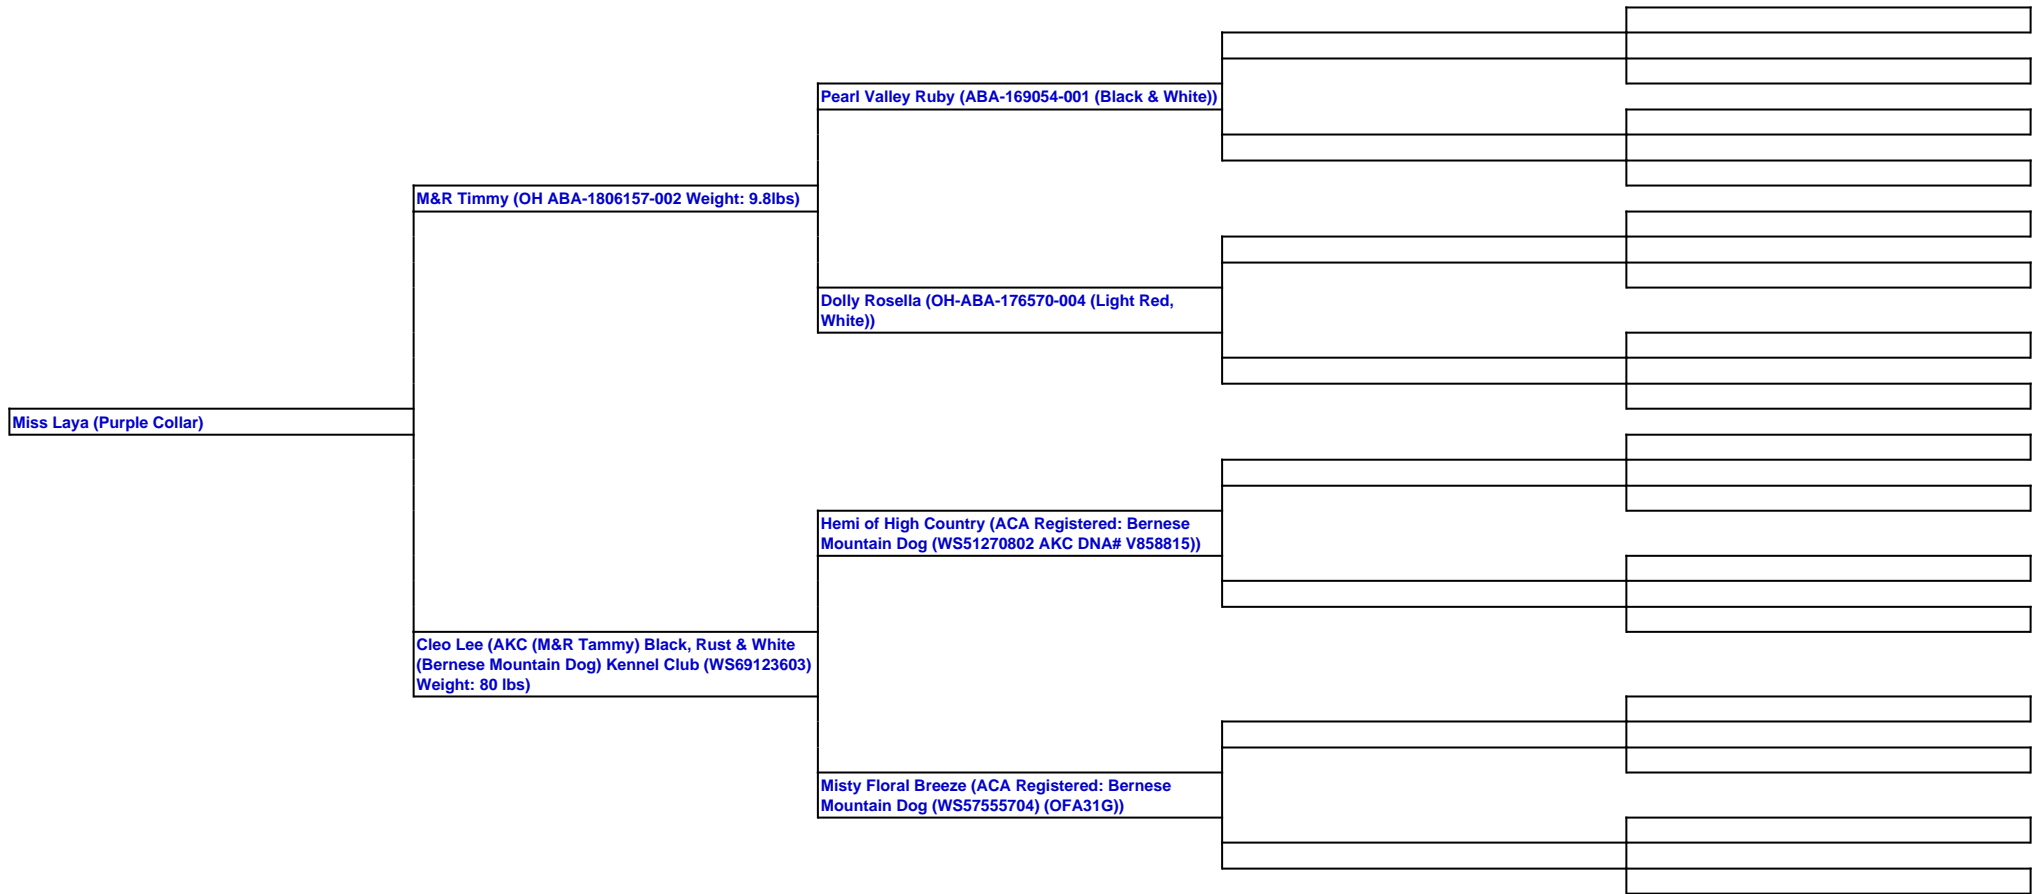 Pearl Valley Ruby (ABA-169054-001 (Black & White))
M&R Timmy (OH ABA-1806157-002 Weight: 9.8lbs)
Dolly Rosella (OH-ABA-176570-004 (Light Red,
White))
Miss Laya (Purple Collar)
Hemi of High Country (ACA Registered: Bernese
Mountain Dog (WS51270802 AKC DNA# V858815))
Cleo Lee (AKC (M&R Tammy) Black, Rust & White
(Bernese Mountain Dog) Kennel Club (WS69123603)
Weight: 80 lbs)
Misty Floral Breeze (ACA Registered: Bernese
Mountain Dog (WS57555704) (OFA31G))